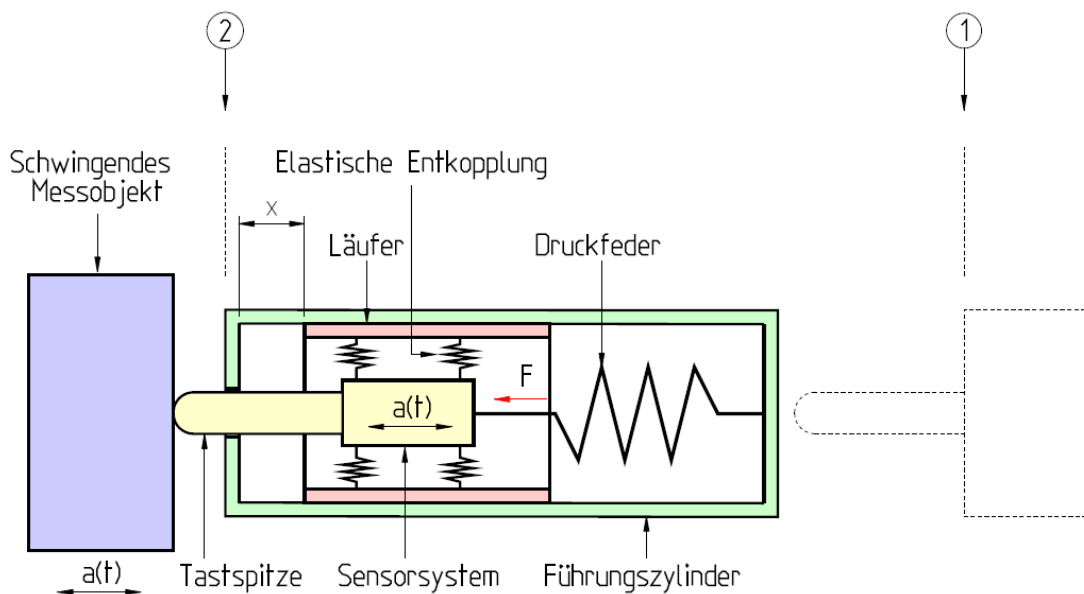 2
1
Schwingendes
Messobjekt
Elastische Entkopplung
x
Läufer
Druckfeder
F
a(t)
a(t)
Tastspitze
Sensorsystem
Führungszylinder